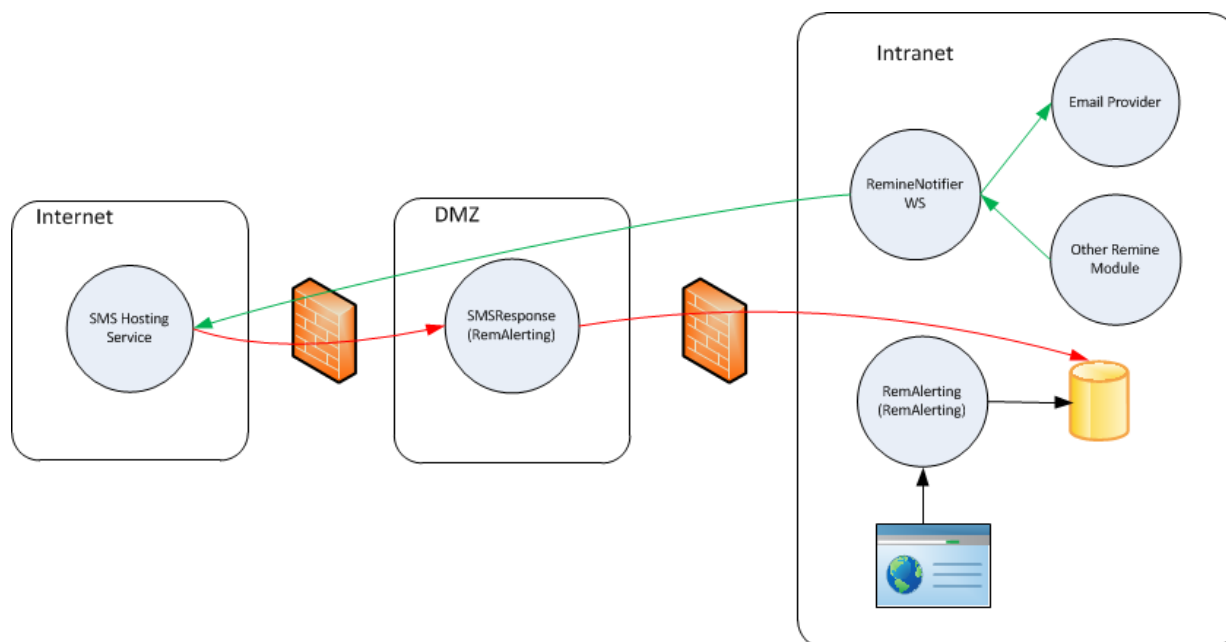 Internet
SMS Hosting
Service
DMZ
SMSResponse
(RemAlerting)
Intranet
Email Provider
RemineNotifier
WS
Other Remine
Module
RemAlerting
(RemAlerting)